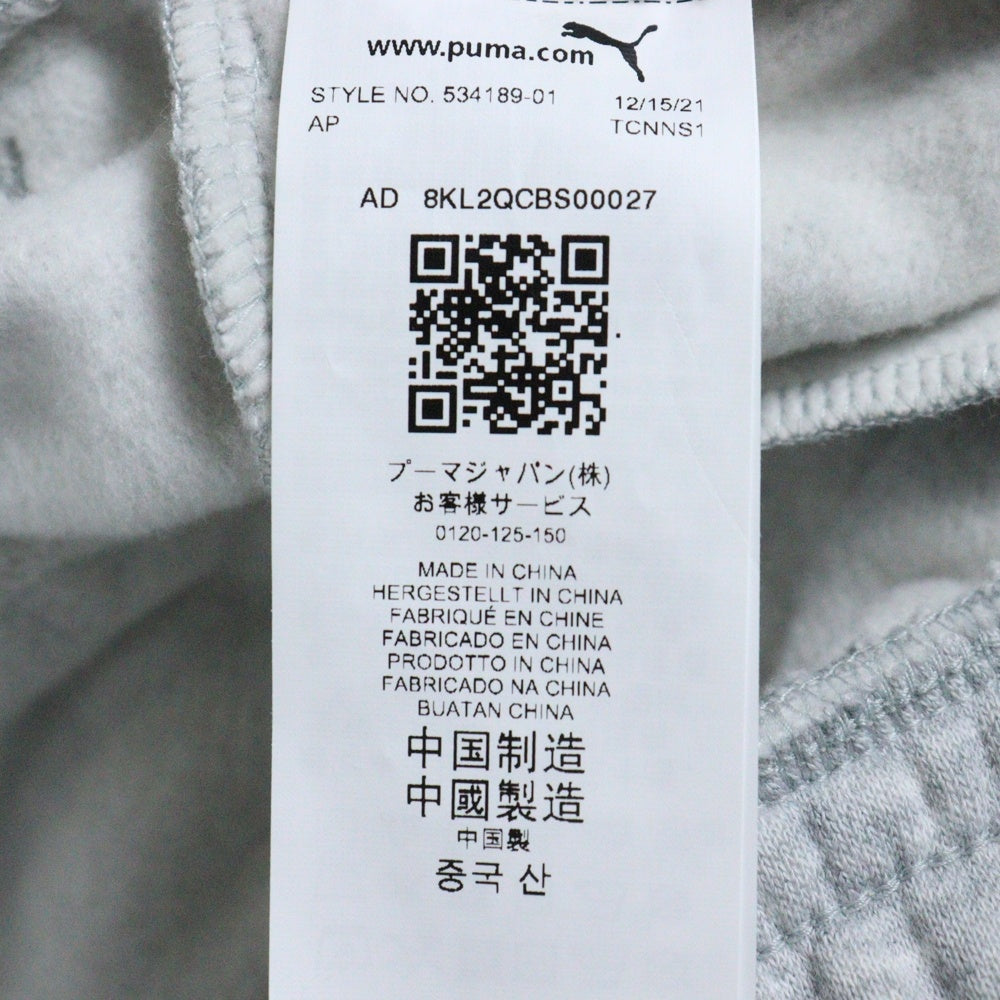 www.puma.com
STYLE NO. 534189-01 12/15/21
AP TCNNS1
AD 8KL2QCBS00027
プーマジャパン(株)
お客様サービス
0120-125-150
MADE IN CHINA
HERGESTELLT IN CHINA
FABRIQUÉ EN CHINE
FABRICADO EN CHINA
PRODOTTO IN CHINA
FABRICADO NA CHINA
BUATAN CHINA
中国制造
中國製造
中国製
중국 산